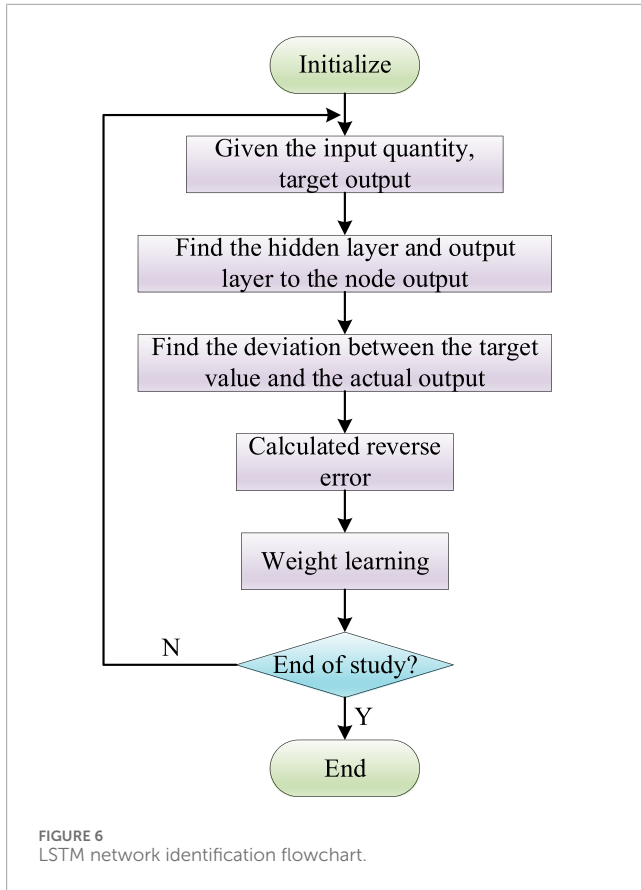 Initialize
Given the input quantity,
target output
Find the hidden layer and output
layer to the node output
Find the deviation between the target
value and the actual output
Calculated reverse
error
Weight learning
N
End of study?
Y
End
FIGURE 6
LSTM network identification flowchart.